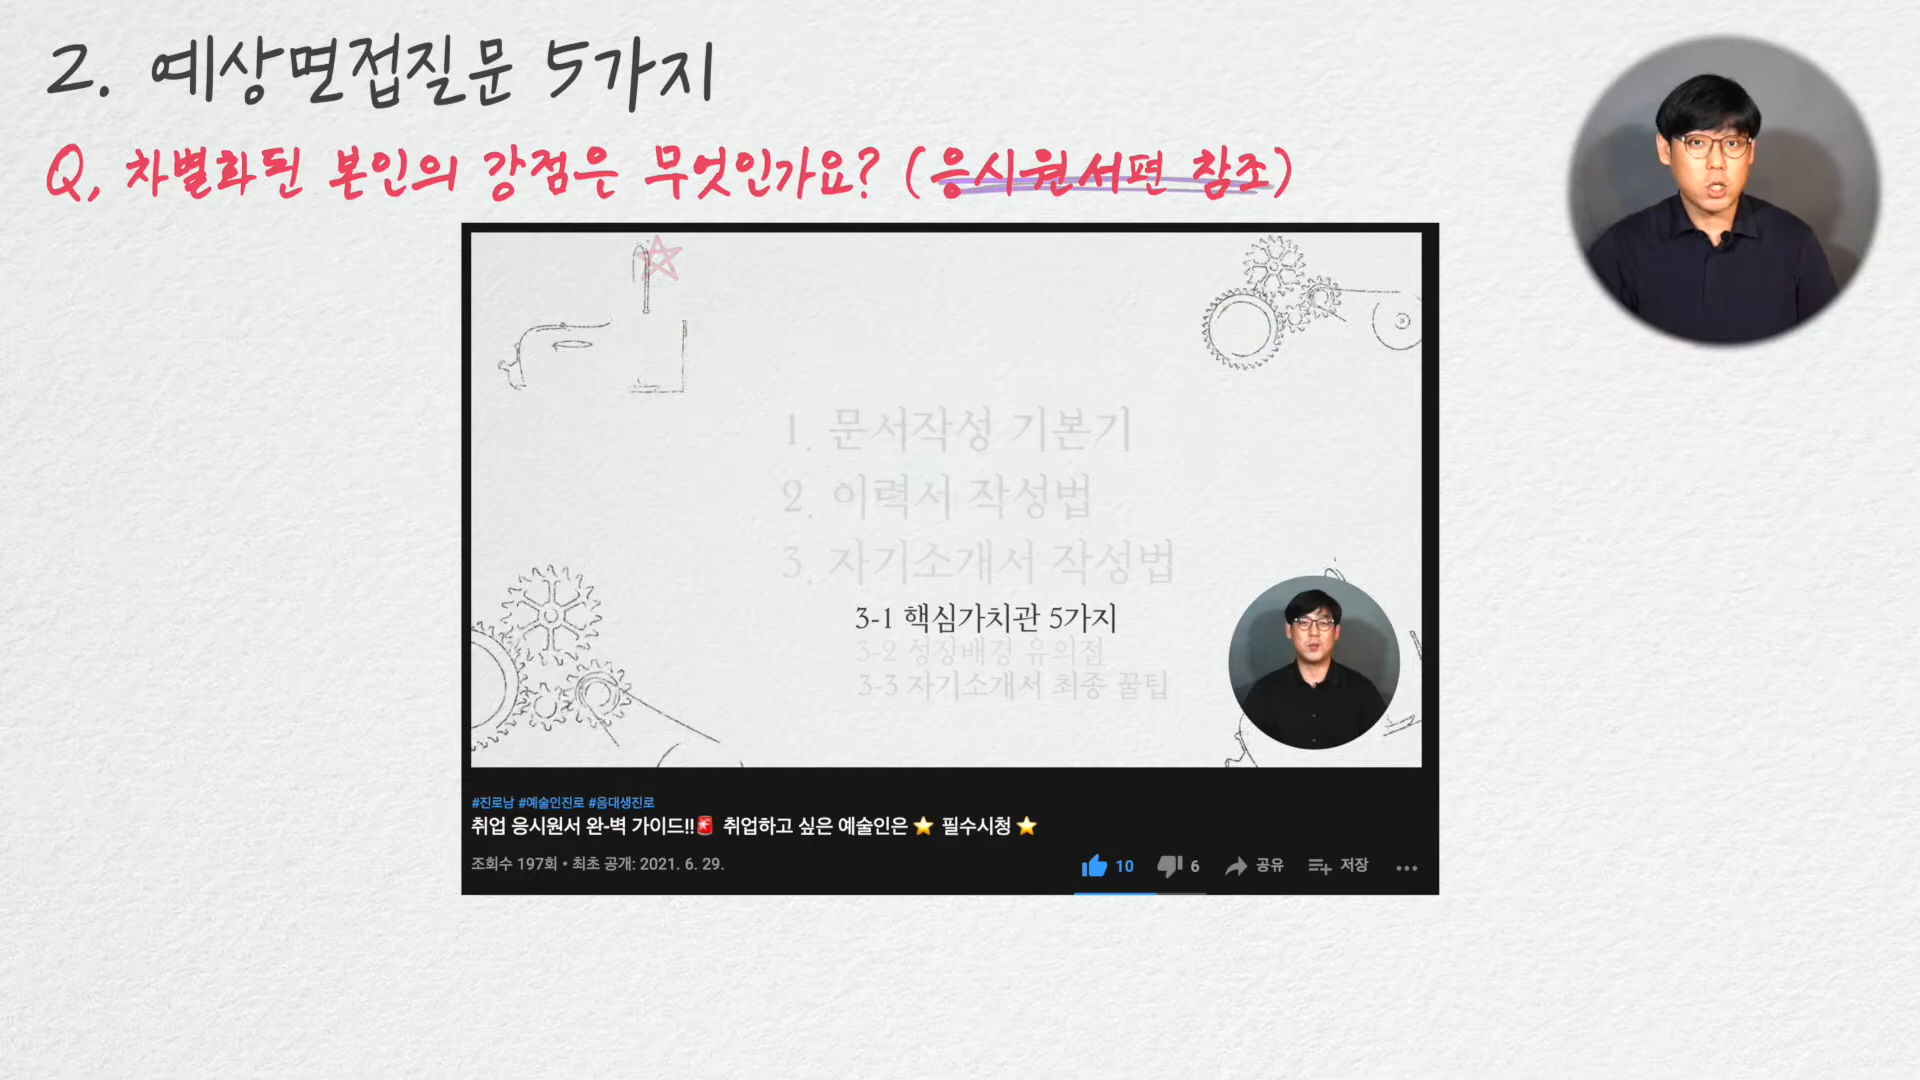 2. 예상면접질문 5가지
Q, 차별화된 본인의 강점은 무엇인가요? (응시원서편 참조)
1. 문서작성 기본기
2. 이력서 작성법
3. 자기소개서 작성법
3-1 핵심가치관 5가지
3-2 성장배경 유의점
3-3 자기소개서 최종 꿀팁
#진로남 #예술인진로 #음대생진로
취업 응시원서 완-벽 가이드!!🚨 취업하고 싶은 예술인은 ⭐ 필수시청 ⭐
조회수 197회 • 최초 공개: 2021. 6. 29.
10 6 공유 저장